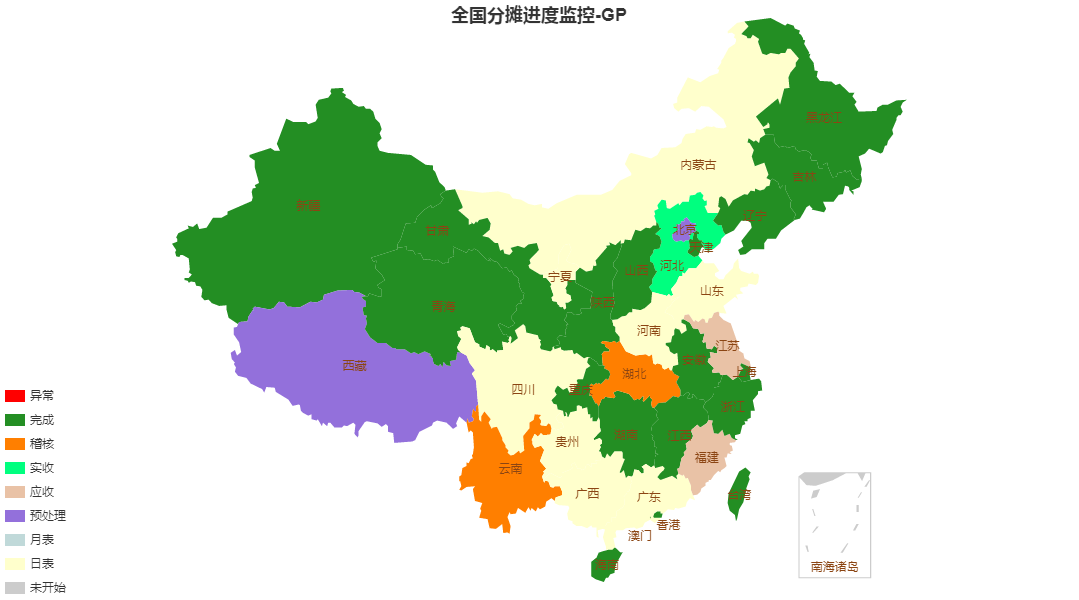 全国分摊进度监控-GP
黑龙江
内蒙古
吉林
新疆
辽宁
甘肃
北京
天津
河北
山西
宁夏
山东
陕西
青海
河南
江苏
安徽
西藏
上海
湖北
四川
重庆
浙江
湖南
江西
贵州
福建
云南
广西
广东
台湾
香港
澳门
海南
南海诸岛
异常
完成
稽核
实收
应收
预处理
月表
日表
未开始